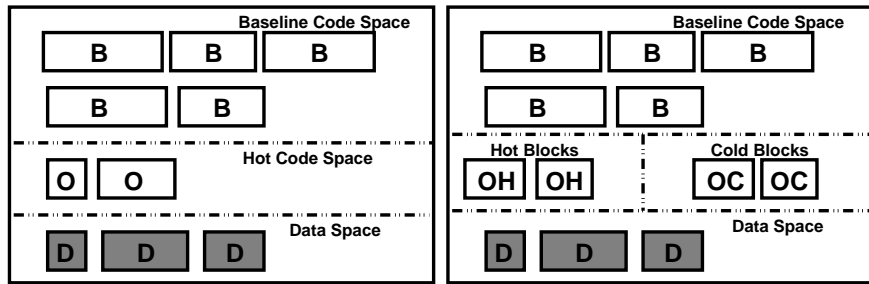 Baseline Code Space
B B B
B B
Hot Code Space
O O
Data Space
D D D
Baseline Code Space
B B B
B B
Hot Blocks Cold Blocks
OH OH OC OC
Data Space
D D D